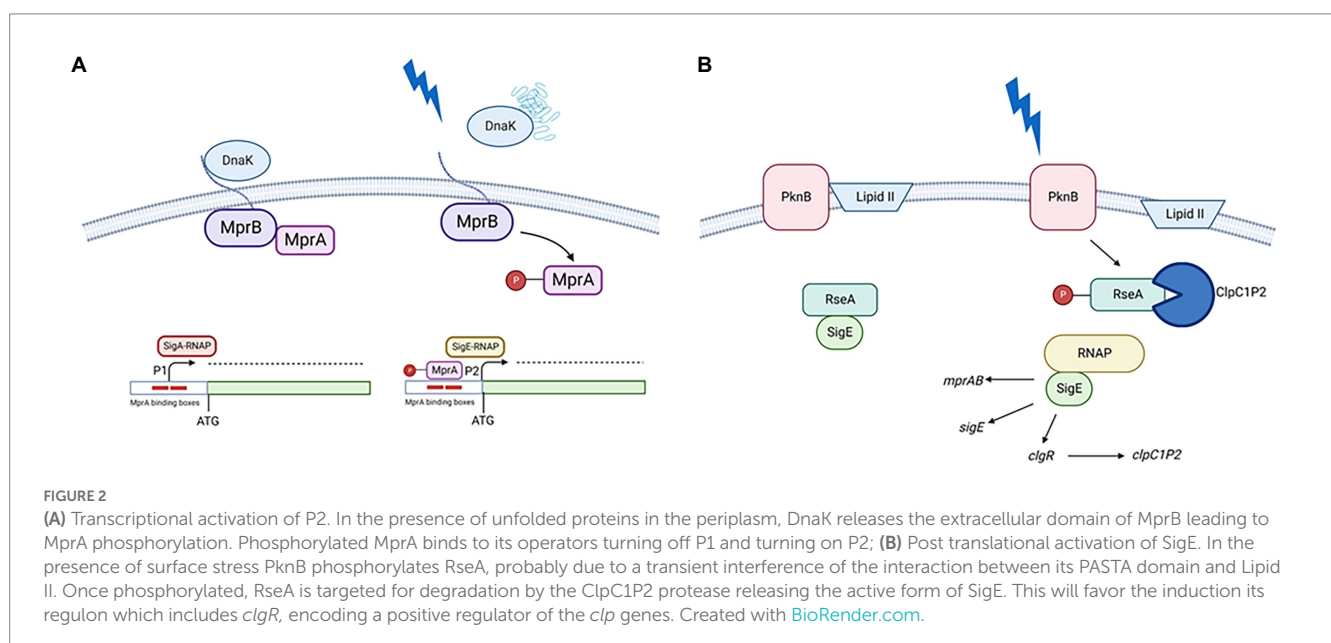 A
DnaK
DnaK
MprB
MprA
MprB
P
MprA
SigA-RNAP
P1
MprA binding boxes
ATG
SigE-RNAP
P
MprA
P2
MprA binding boxes
ATG
B
PknB
Lipid II
PknB
Lipid II
RseA
SigE
P
RseA
ClpC1P2
RNAP
SigE
mprAB
sigE
clgR
clpC1P2
FIGURE 2
(A) Transcriptional activation of P2. In the presence of unfolded proteins in the periplasm, DnaK releases the extracellular domain of MprB leading to
MprA phosphorylation. Phosphorylated MprA binds to its operators turning off P1 and turning on P2; (B) Post translational activation of SigE. In the
presence of surface stress PknB phosphorylates RseA, probably due to a transient interference of the interaction between its PASTA domain and Lipid
II. Once phosphorylated, RseA is targeted for degradation by the ClpC1P2 protease releasing the active form of SigE. This will favor the induction its
regulon which includes clgR, encoding a positive regulator of the clp genes. Created with BioRender.com.